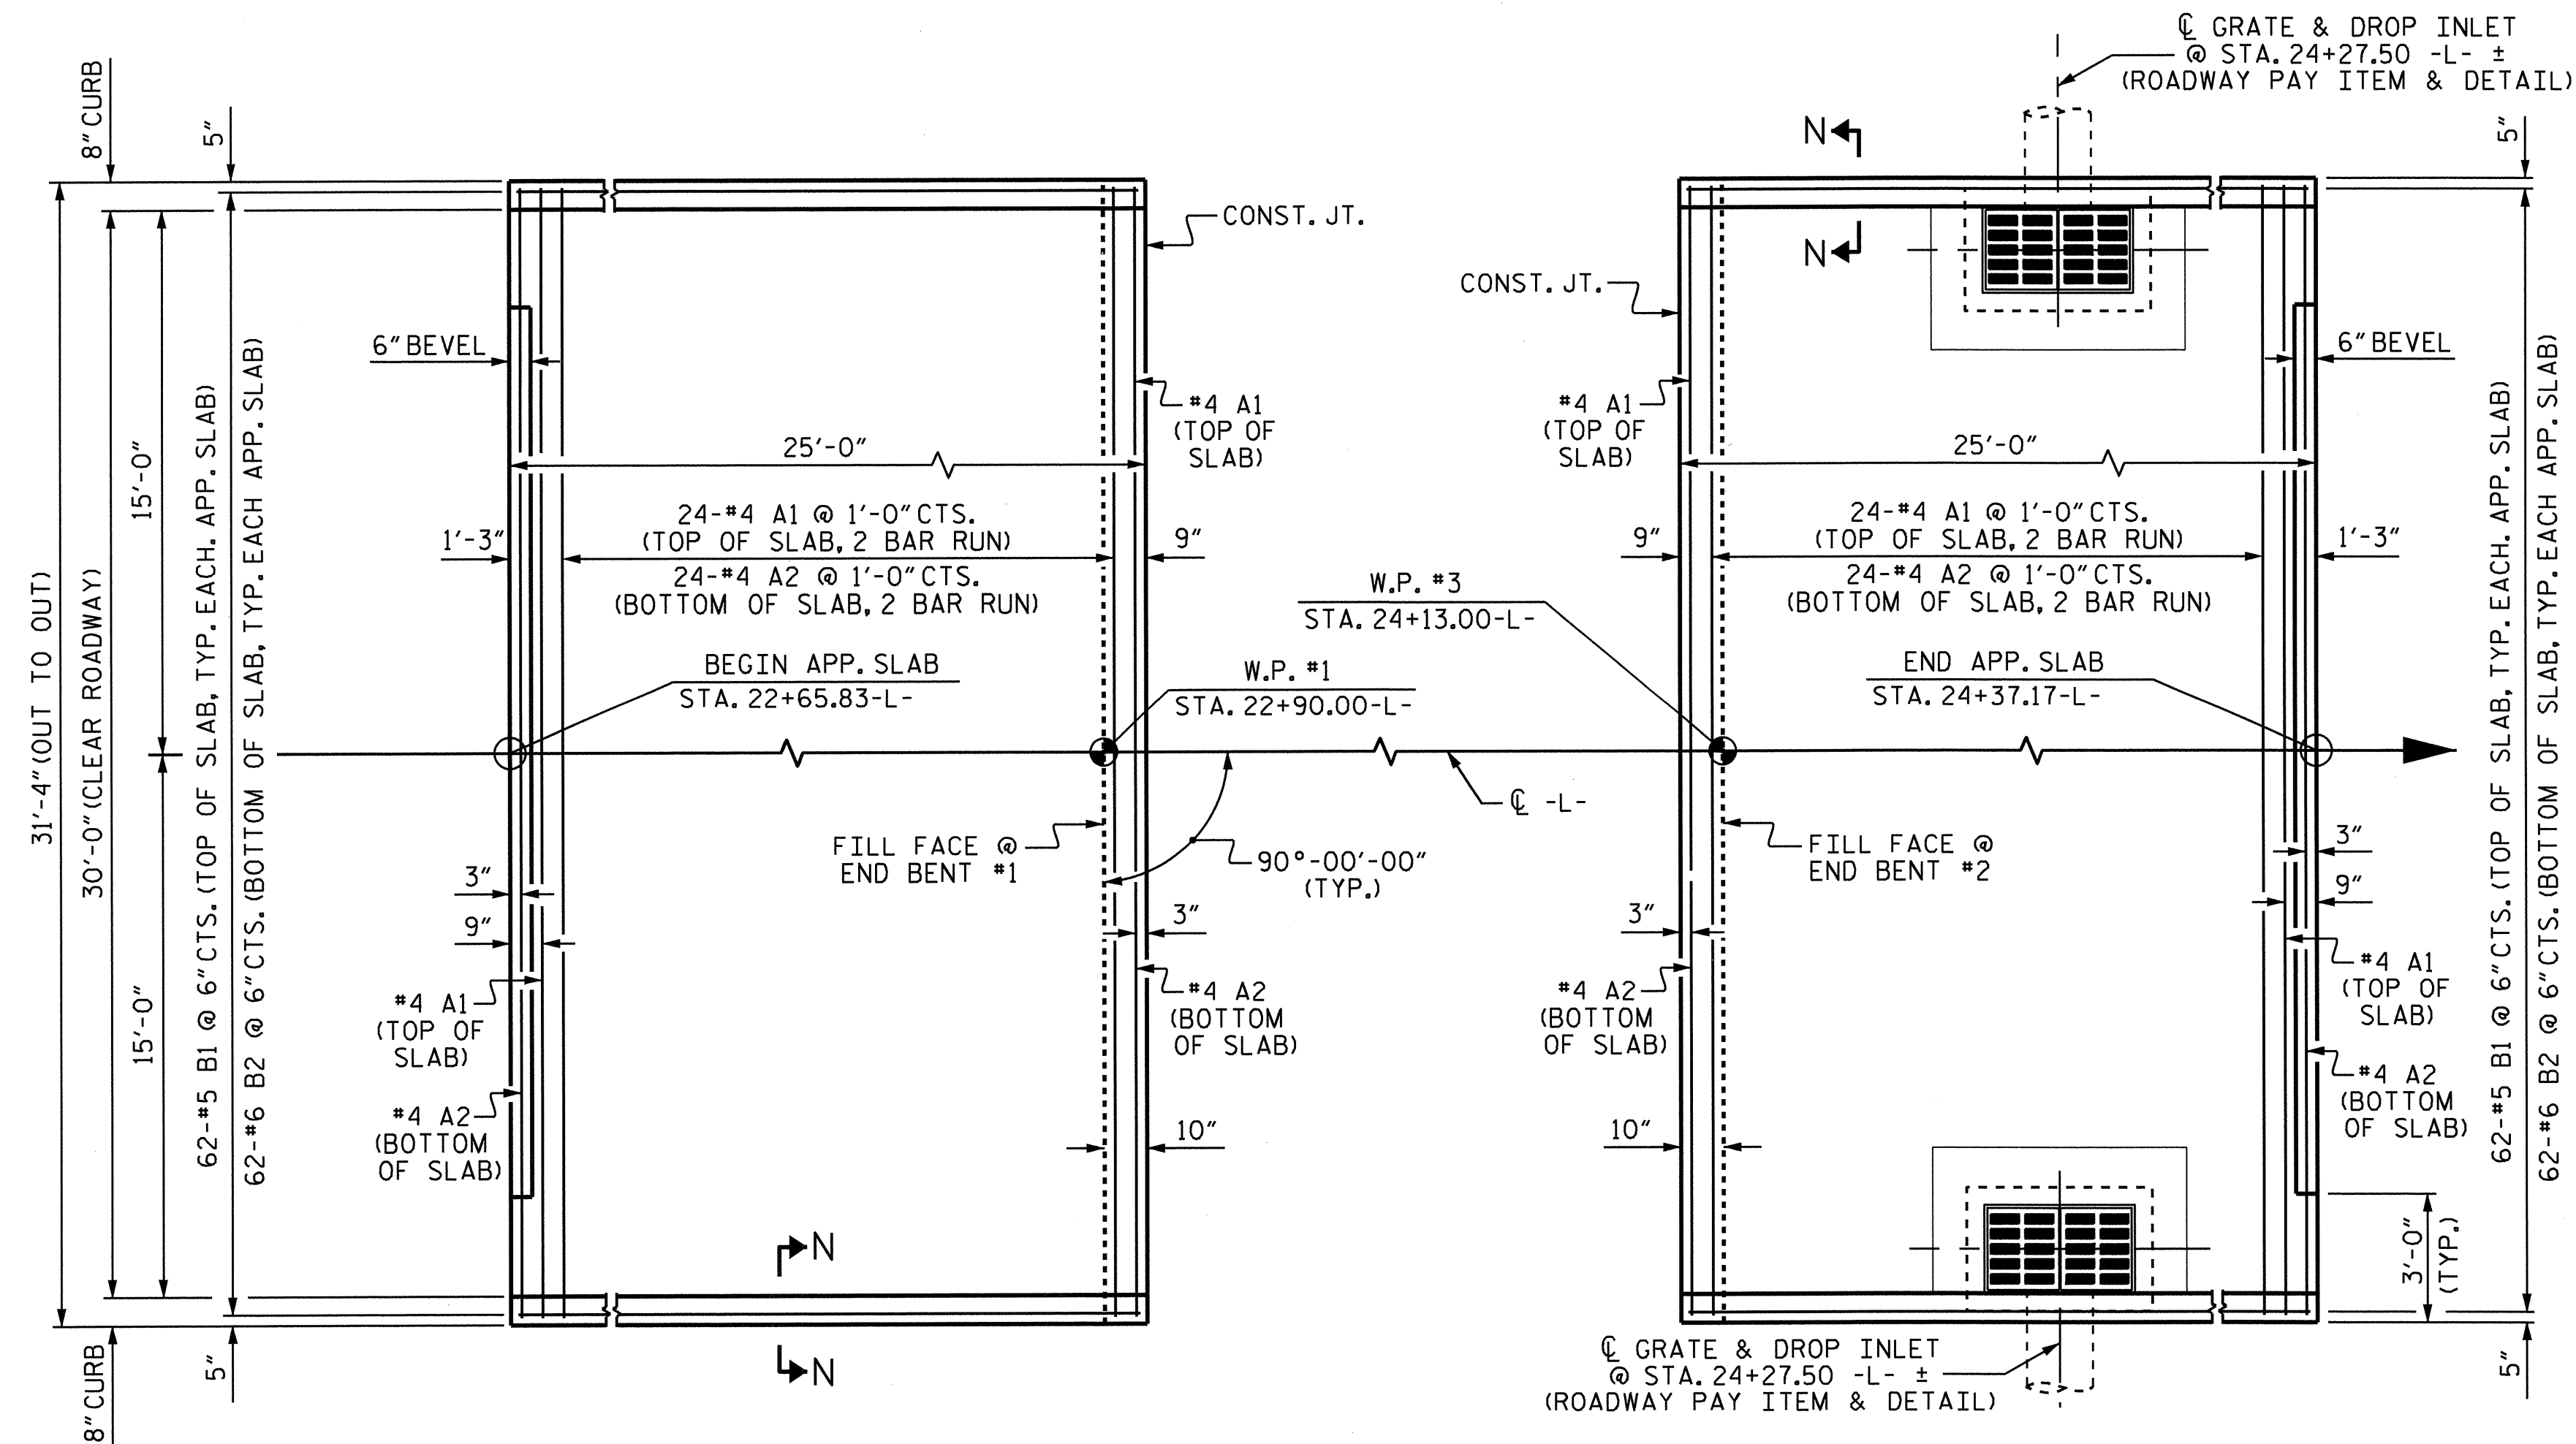 ℄ GRATE & DROP INLET
@ STA. 24+27.50 -L- ±
(ROADWAY PAY ITEM & DETAIL)
8" CURB
5"
5"
N
N
CONST. JT.
CONST. JT.
6" BEVEL
6" BEVEL
#4 A1
(TOP OF
SLAB)
#4 A1
(TOP OF
SLAB)
25'-0"
25'-0"
15'-0"
24-#4 A1 @ 1'-0" CTS.
(TOP OF SLAB, 2 BAR RUN)
24-#4 A2 @ 1'-0" CTS.
(BOTTOM OF SLAB, 2 BAR RUN)
1'-3"
9"
9"
24-#4 A1 @ 1'-0" CTS.
(TOP OF SLAB, 2 BAR RUN)
24-#4 A2 @ 1'-0" CTS.
(BOTTOM OF SLAB, 2 BAR RUN)
1'-3"
31'-4" (OUT TO OUT)
30'-0" (CLEAR ROADWAY)
62-#5 B1 @ 6" CTS. (TOP OF SLAB, TYP. EACH. APP. SLAB)
62-#6 B2 @ 6" CTS. (BOTTOM OF SLAB, TYP. EACH APP. SLAB)
62-#5 B1 @ 6" CTS. (TOP OF SLAB, TYP. EACH. APP. SLAB)
62-#6 B2 @ 6" CTS. (BOTTOM OF SLAB, TYP. EACH APP. SLAB)
W.P. #3
STA. 24+13.00-L-
BEGIN APP. SLAB
STA. 22+65.83-L-
W.P. #1
STA. 22+90.00-L-
END APP. SLAB
STA. 24+37.17-L-
℄ -L-
FILL FACE @
END BENT #1
90°-00'-00"
(TYP.)
FILL FACE @
END BENT #2
3"
9"
3"
3"
3"
9"
#4 A1
(TOP OF
SLAB)
#4 A2
(BOTTOM
OF SLAB)
#4 A2
(BOTTOM
OF SLAB)
#4 A2
(BOTTOM
OF SLAB)
#4 A1
(TOP OF
SLAB)
#4 A2
(BOTTOM
OF SLAB)
15'-0"
10"
10"
3'-0"
(TYP.)
N
N
8" CURB
5"
5"
℄ GRATE & DROP INLET
@ STA. 24+27.50 -L- ±
(ROADWAY PAY ITEM & DETAIL)